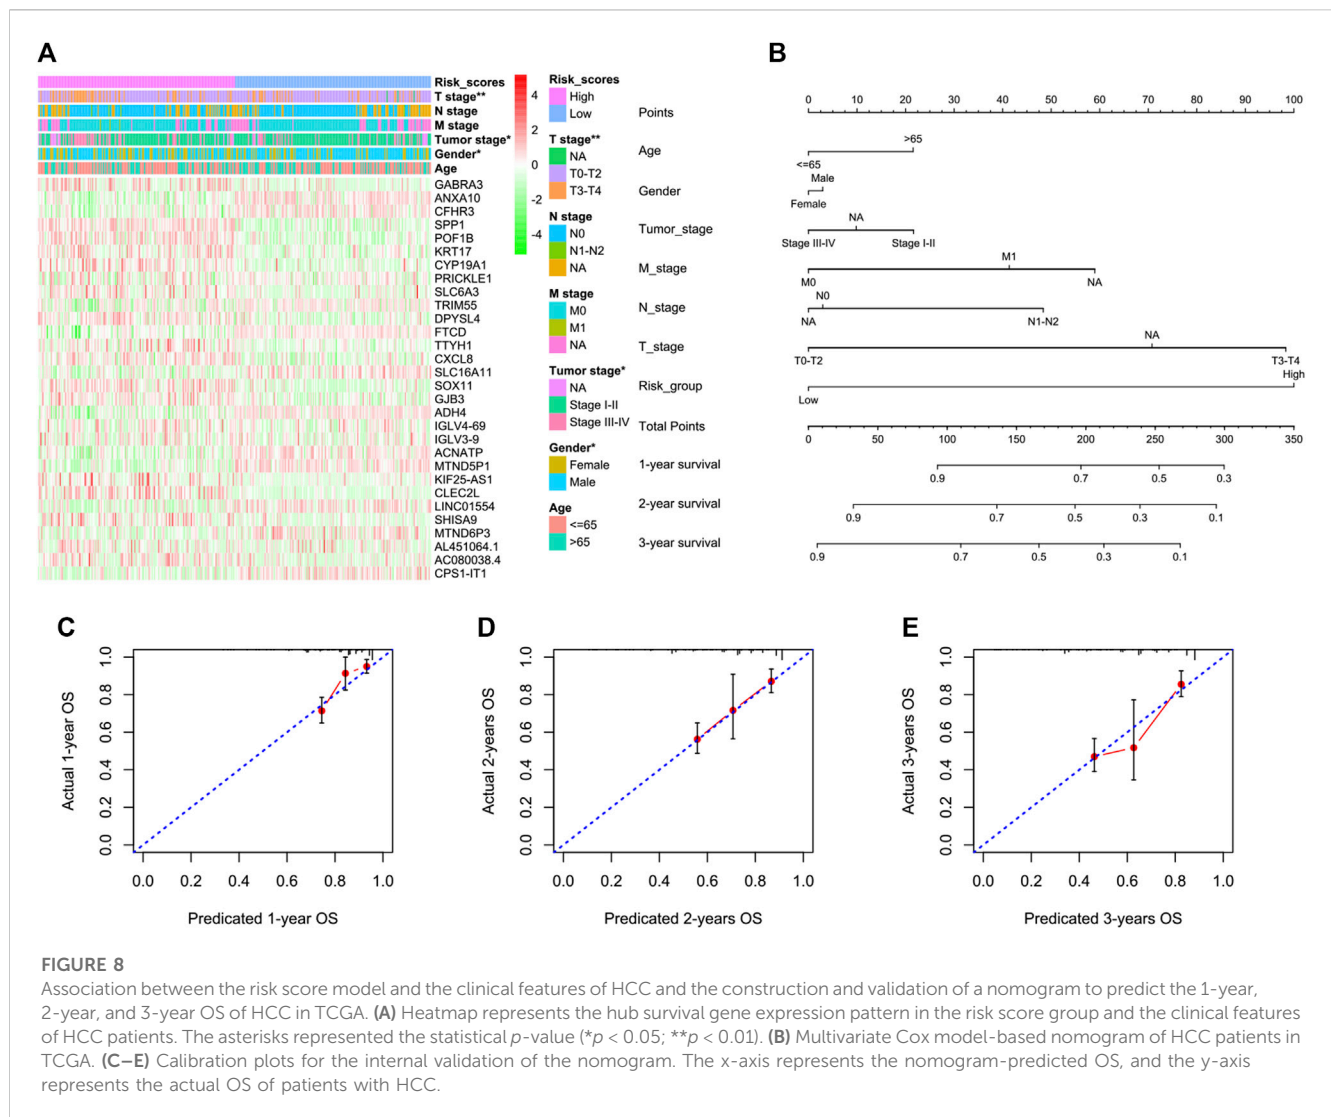 A
Risk_scores
T stage**
N stage
M stage
Tumor stage*
Gender*
Age
GABRA3
ANXA10
CFHR3
SPP1
POF1B
KRT17
CYP19A1
PRICKLE1
SLC6A3
TRIM55
DPYSL4
FTCD
TTYH1
CXCL8
SLC16A11
SOX11
GJB3
ADH4
IGLV4-69
IGLV3-9
ACNATP
MTND5P1
KIF25-AS1
CLEC2L
LINC01554
SHISA9
MTND6P3
AL451064.1
AC080038.4
CPS1-IT1
4
2
0
-2
-4
Risk_scores
High
Low
T stage**
NA
T0-T2
T3-T4
N stage
N0
N1-N2
NA
M stage
M0
M1
NA
Tumor stage*
NA
Stage I-II
Stage III-IV
Gender*
Female
Male
Age
<=65
>65
B
0 10 20 30 40 50 60 70 80 90 100
Points
>65
Age
<=65
Male
Gender
Female
NA
Tumor_stage
Stage III-IV Stage I-II
M1
M_stage
M0 NA
N0
N_stage
NA N1-N2
NA
T_stage
T0-T2 T3-T4
High
Risk_group
Low
Total Points
0 50 100 150 200 250 300 350
1-year survival
0.9 0.7 0.5 0.3
2-year survival
0.9 0.7 0.5 0.3 0.1
3-year survival
0.9 0.7 0.5 0.3 0.1
C
Actual 1-year OS
1.0
0.8
0.6
0.4
0.2
0.0
0.0 0.2 0.4 0.6 0.8 1.0
Predicated 1-year OS
D
Actual 2-years OS
1.0
0.8
0.6
0.4
0.2
0.0
0.0 0.2 0.4 0.6 0.8 1.0
Predicated 2-years OS
E
Actual 3-years OS
1.0
0.8
0.6
0.4
0.2
0.0
0.0 0.2 0.4 0.6 0.8 1.0
Predicated 3-years OS
FIGURE 8
Association between the risk score model and the clinical features of HCC and the construction and validation of a nomogram to predict the 1-year,
2-year, and 3-year OS of HCC in TCGA. (A) Heatmap represents the hub survival gene expression pattern in the risk score group and the clinical features
of HCC patients. The asterisks represented the statistical p-value (*p < 0.05; **p < 0.01). (B) Multivariate Cox model-based nomogram of HCC patients in
TCGA. (C–E) Calibration plots for the internal validation of the nomogram. The x-axis represents the nomogram-predicted OS, and the y-axis
represents the actual OS of patients with HCC.